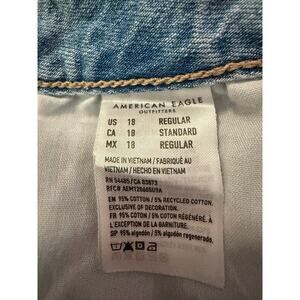 AMERICAN EAGLE
OUTFITTERS
US 18 REGULAR
CA 18 STANDARD
MX 18 REGULAR
MADE IN VIETNAM / FABRIQUÉ AU
VIETNAM / HECHO EN VIETNAM
RN 54485/CA 03873
RFC#
EN 95% COTTON / 5% RECYCLED COTTON,
EXCLUSIVE OF DECORATION.
FR 95% COTON / 5% COTON RÉGÉNÉRÉ, À
L'EXCEPTION DE LA GARNITURE.
SP 95% algodón / 5% algodón regenerado.